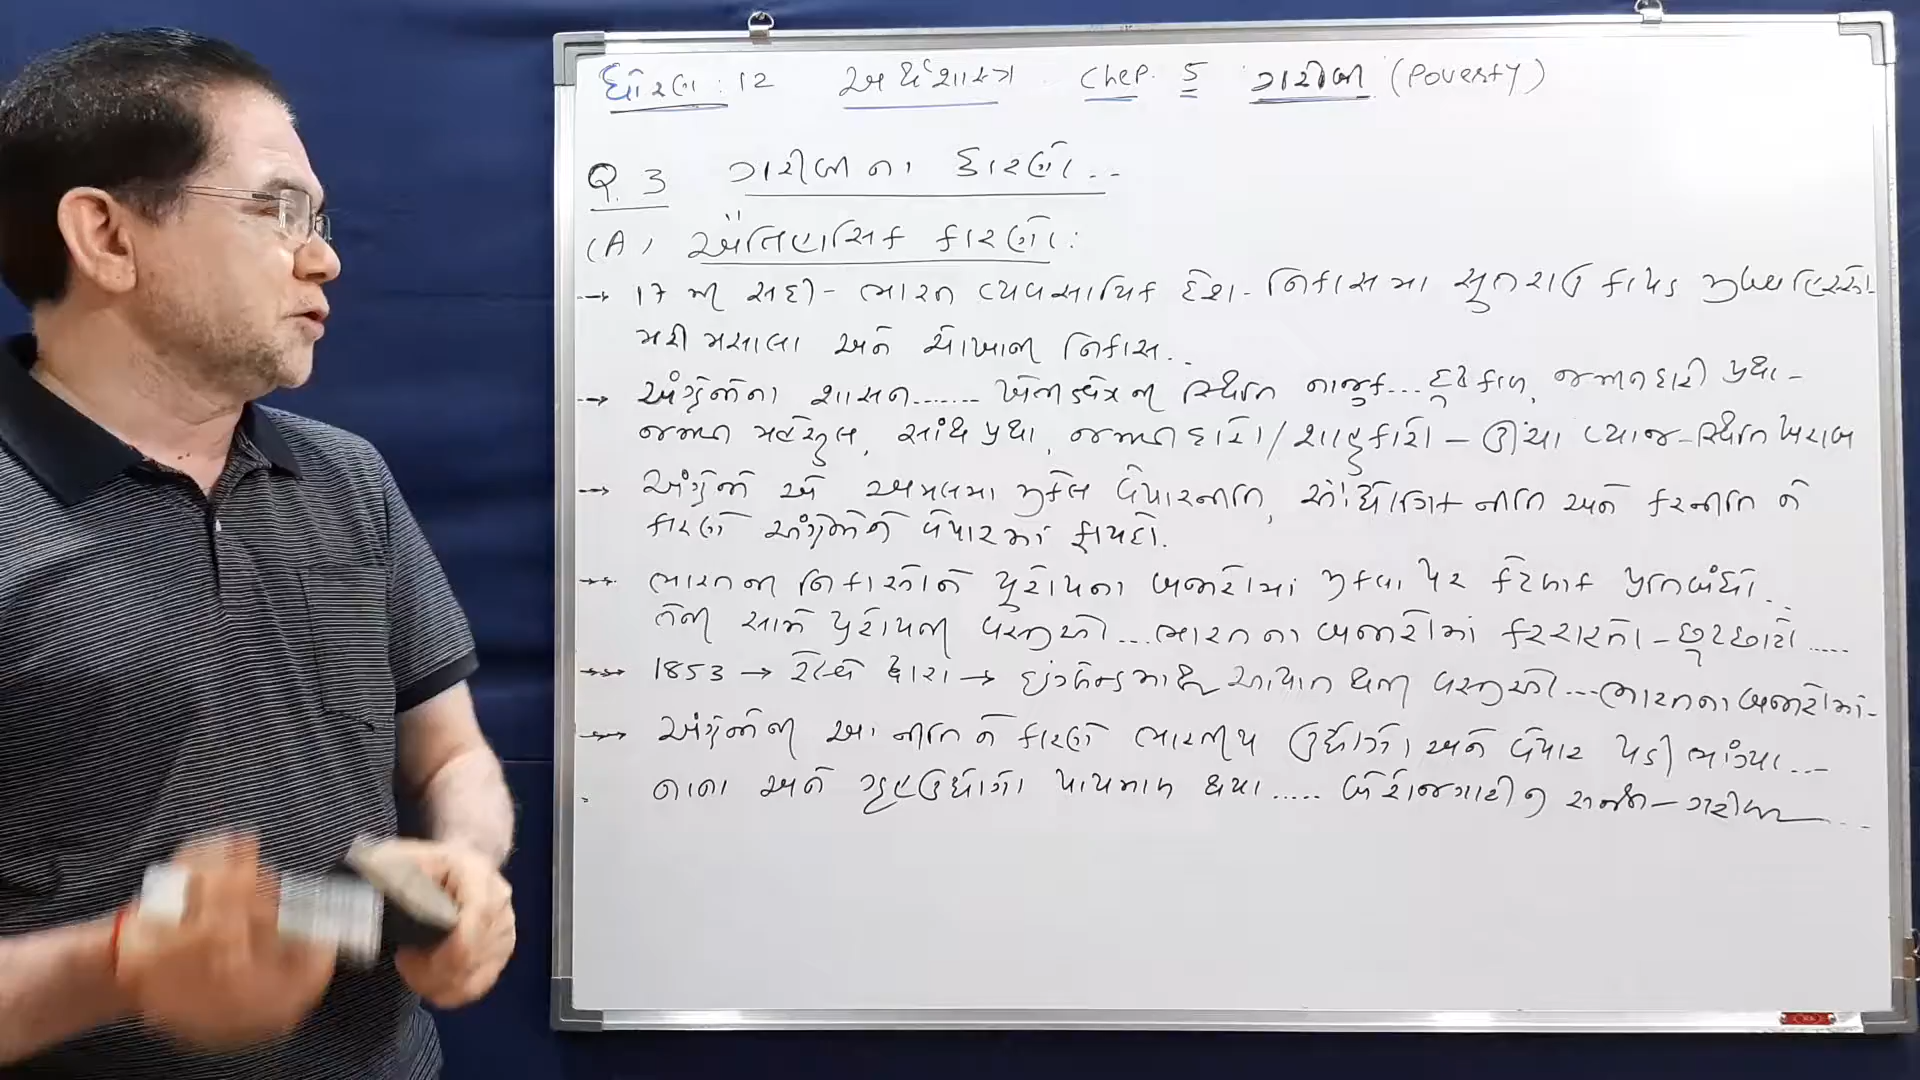 ધોરણ : 12 અર્થશાસ્ત્ર . Chep. 5 ગરીબી (Poverty)
Q.3 ગરીબીના કારણો..
(A) ઐતિહાસિક કારણો :
→ 17 મી સદી - ભારત વ્યવસાયિક દેશ - નિકાસમાં સુતરાઉ કાપડ મુખ્ય હિસ્સો -
મરી મસાલા અને ચોખાની નિકાસ..
→ અંગ્રેજોના શાસન....... ખેતીક્ષેત્રની સ્થિતિ નાજુક... દુષ્કાળ, જમીનદારી પ્રથા -
જમીન મહેસુલ, સાંથ પ્રથા, જમીનદારો/શાહુકારો - ઊંચા વ્યાજ - સ્થિતિ ખરાબ
→ અંગ્રેજો એ અમલમાં મુકેલ વેપારનીતિ, ઔદ્યોગિક નીતિ અને કરનીતિ ને
કારણે અંગ્રેજોને વેપારમાં ફાયદો.
→ ભારતની નિકાસોને યુરોપના બજારોમાં મુકવા પર કેટલાક પ્રતિબંધો..
તેની સામે યુરોપની વસ્તુઓ... ભારતના બજારોમાં કરરાહતો - છુટછાટો.....
→ 1853 → રેલ્વે દ્વારા → ઇંગ્લેન્ડમાંથી આયાત થતી વસ્તુઓ... ભારતના બજારોમાં -
→ અંગ્રેજોની આ નીતિને કારણે ભારતીય ઉદ્યોગો અને વેપાર પડી ભાંગ્યા...
નાના અને ગૃહઉદ્યોગો પાયમાલ થયા..... બેરોજગારીનું સર્જન - ગરીબી ...